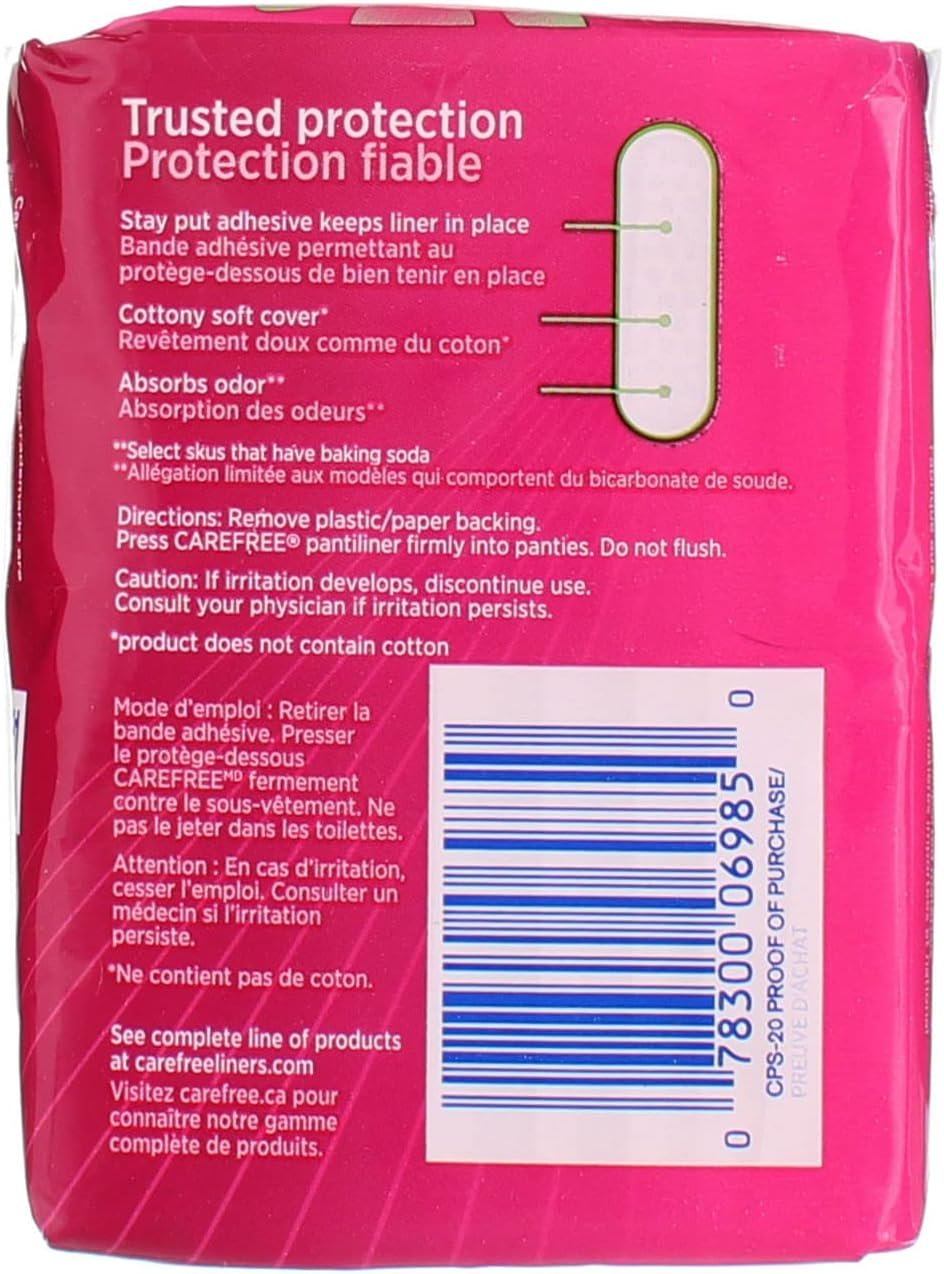 Trusted protection
Protection fiable
Stay put adhesive keeps liner in place
Bande adhésive permettant au
protège-dessous de bien tenir en place
Cottony soft cover*
Revêtement doux comme du coton*
Absorbs odor**
Absorption des odeurs**
**Select skus that have baking soda
**Allégation limitée aux modèles qui comportent du bicarbonate de soude.
Directions: Remove plastic/paper backing.
Press CAREFREE® pantiliner firmly into panties. Do not flush.
Caution: If irritation develops, discontinue use.
Consult your physician if irritation persists.
*product does not contain cotton
Mode d'emploi : Retirer la
bande adhésive. Presser
le protège-dessous
CAREFREEᴹᴰ fermement
contre le sous-vêtement. Ne
pas le jeter dans les toilettes.
Attention : En cas d'irritation,
cesser l'emploi. Consulter un
médecin si l'irritation
persiste.
*Ne contient pas de coton.
See complete line of products
at carefreeliners.com
Visitez carefree.ca pour
connaître notre gamme
complète de produits.
0 78300 06985 0
CPS-20 PROOF OF PURCHASE/
PREUVE D'ACHAT